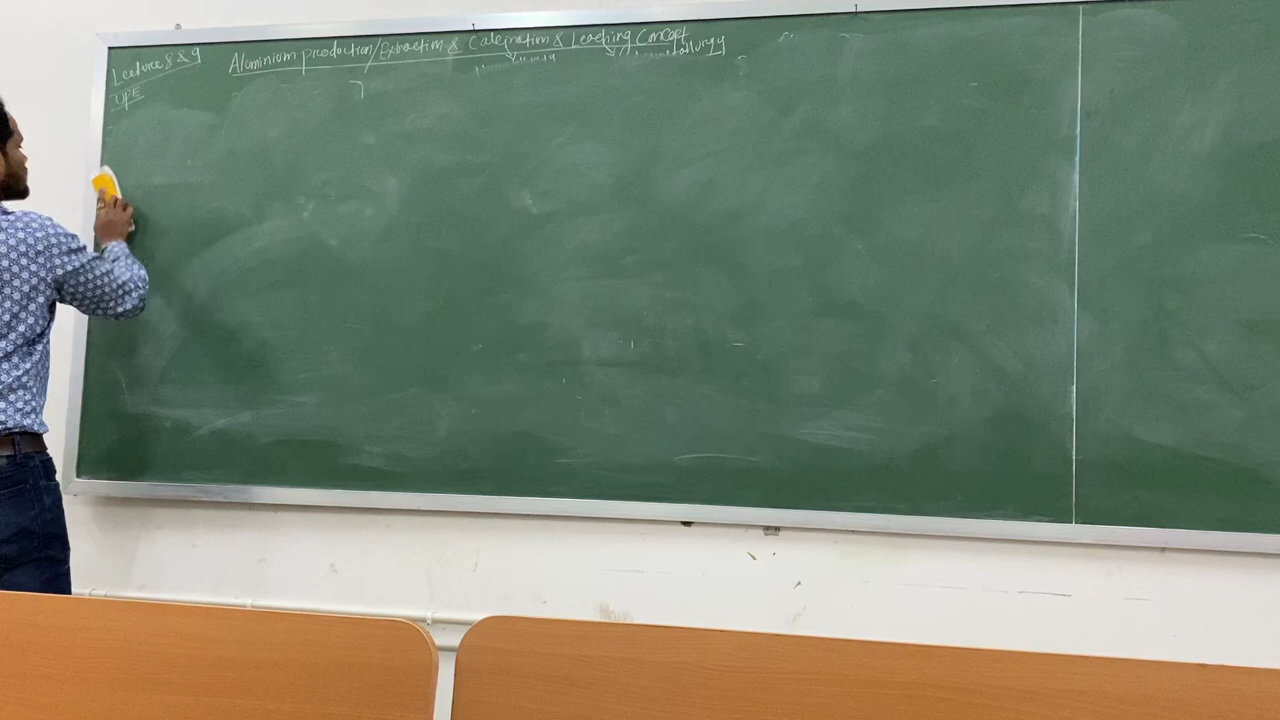 Lecture 8 & 9
UPE
Aluminium production/Extraction & Calcination & Leaching Concept